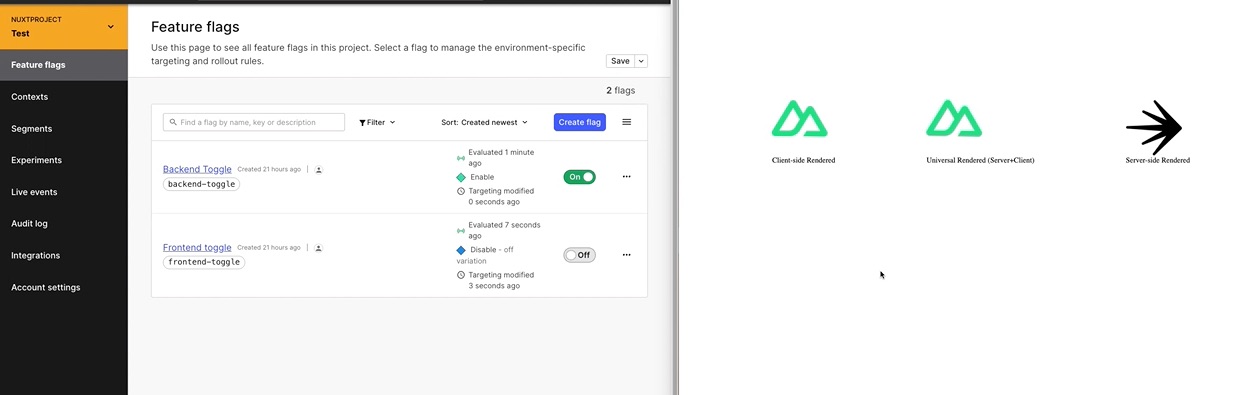 NUXTPROJECT
Test
Feature flags
Contexts
Segments
Experiments
Live events
Audit log
Integrations
Account settings
Feature flags
Use this page to see all feature flags in this project. Select a flag to manage the environment-specific
targeting and rollout rules.
Save
2 flags
Find a flag by name, key or description
Filter
Sort: Created newest
Create flag
Backend Toggle Created 21 hours ago
backend-toggle
Evaluated 1 minute
ago
Enable
Targeting modified
0 seconds ago
On
Frontend toggle Created 21 hours ago
frontend-toggle
Evaluated 7 seconds
ago
Disable - off
variation
Targeting modified
3 seconds ago
Off
Client-side Rendered
Universal Rendered (Server+Client)
Server-side Rendered